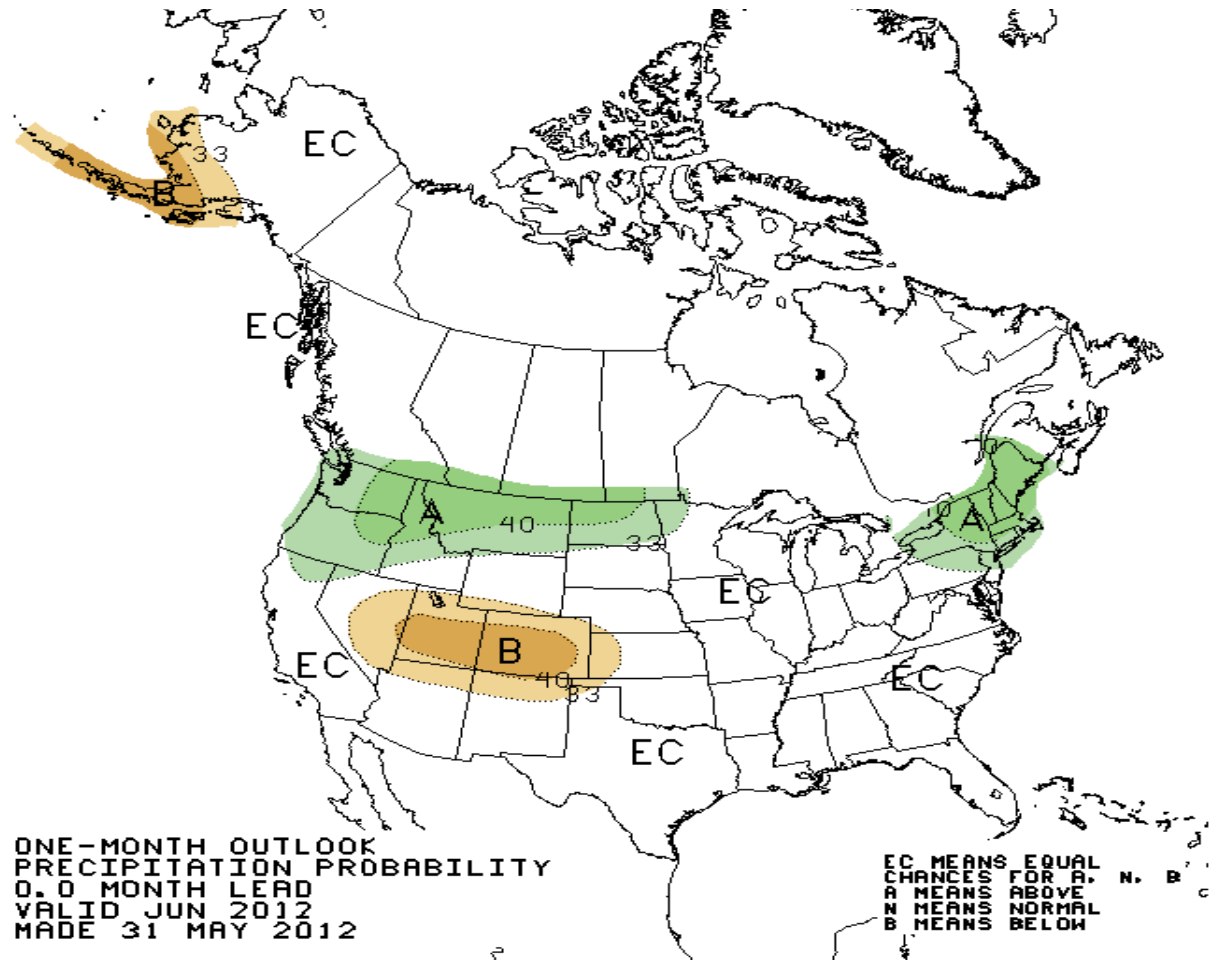 EC
33
B
EC
A
40
33
40
A
EC
B
EC
40
33
EC
EC
ONE-MONTH OUTLOOK
PRECIPITATION PROBABILITY
0.0 MONTH LEAD
VALID JUN 2012
MADE 31 MAY 2012
EC MEANS EQUAL
CHANCES FOR A, N, B
A MEANS ABOVE
N MEANS NORMAL
B MEANS BELOW